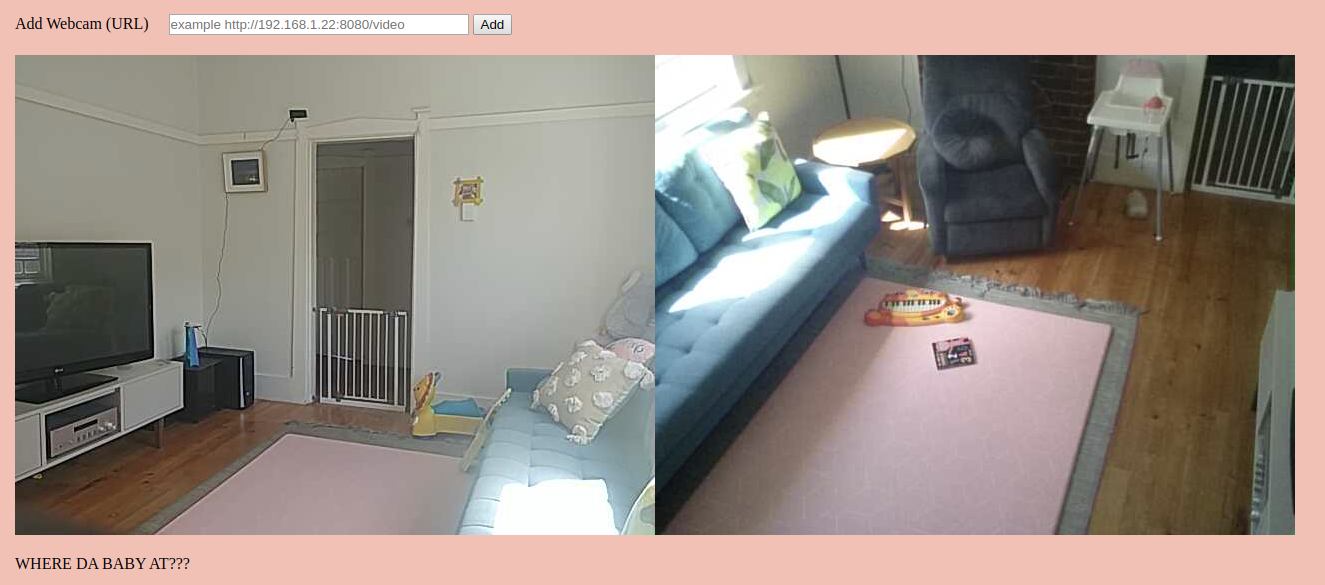 Add Webcam (URL)
example http://192.168.1.22:8080/video
Add
WHERE DA BABY AT???